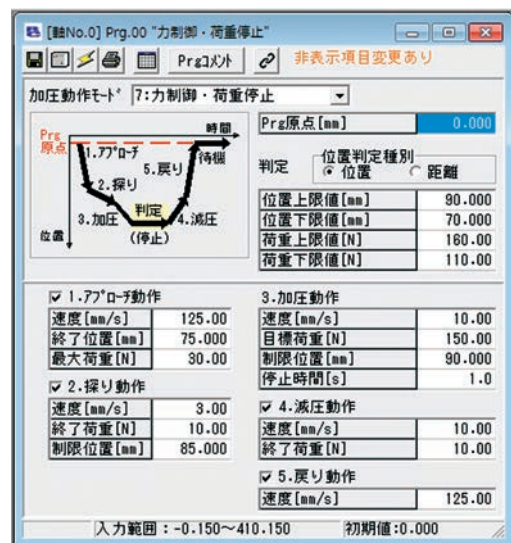 [軸No.0] Prg.00 "力制御・荷重停止"
Prgコメント 非表示項目変更あり
加圧動作モード 7:力制御・荷重停止
Prg原点[mm] 0.000
Prg原点
時間
1.アプローチ
2.探り
3.加圧
判定
(停止)
4.減圧
5.戻り
待機
位置
判定 位置判定種別
位置 距離
位置上限値[mm] 90.000
位置下限値[mm] 70.000
荷重上限値[N] 160.00
荷重下限値[N] 110.00
1.アプローチ動作
速度[mm/s] 125.00
終了位置[mm] 75.000
最大荷重[N] 30.00
2.探り動作
速度[mm/s] 3.00
終了荷重[N] 10.00
制限位置[mm] 85.000
3.加圧動作
速度[mm/s] 10.00
目標荷重[N] 150.00
制限位置[mm] 90.000
停止時間[s] 1.0
4.減圧動作
速度[mm/s] 10.00
終了荷重[N] 10.00
5.戻り動作
速度[mm/s] 125.00
入力範囲：-0.150～410.150 初期値:0.000